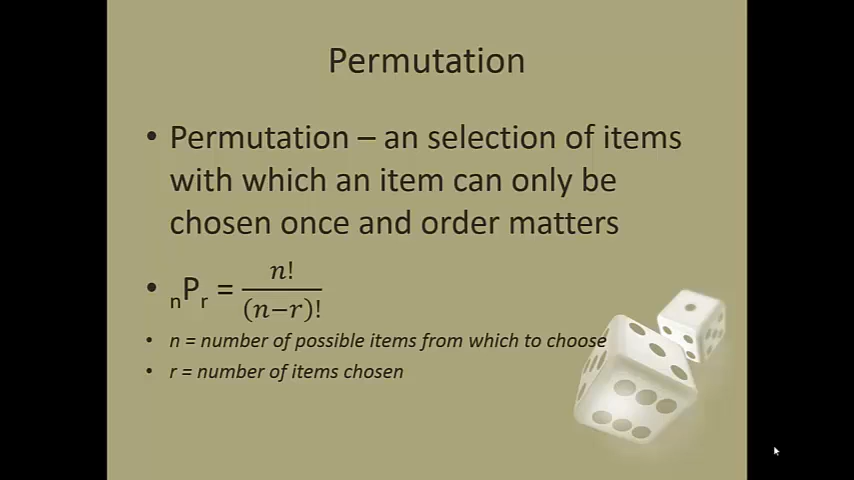 Permutation
• Permutation – an selection of items
with which an item can only be
chosen once and order matters
• nPr = n!/(n−r)!
• n = number of possible items from which to choose
• r = number of items chosen